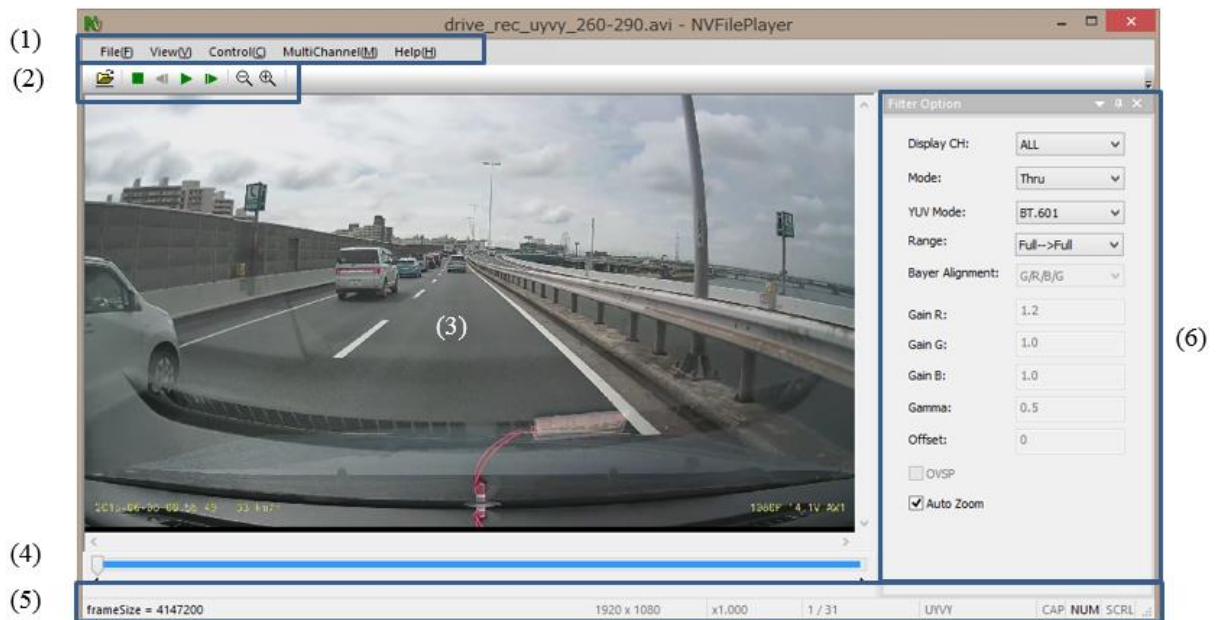 drive_rec_uyvy_260-290.avi - NVFilePlayer
(1)
File(F) View(V) Control(C) MultiChannel(M) Help(H)
(2)
Filter Option
Display CH: ALL
Mode: Thru
YUV Mode: BT.601
Range: Full-->Full
Bayer Alignment: G/R/B/G
Gain R: 1.2
(3)
(6)
Gain G: 1.0
Gain B: 1.0
Gamma: 0.5
Offset: 0
OVSP
Auto Zoom
(4)
(5)
frameSize = 4147200 1920 x 1080 x1.000 1 / 31 UYVY CAP NUM SCRL